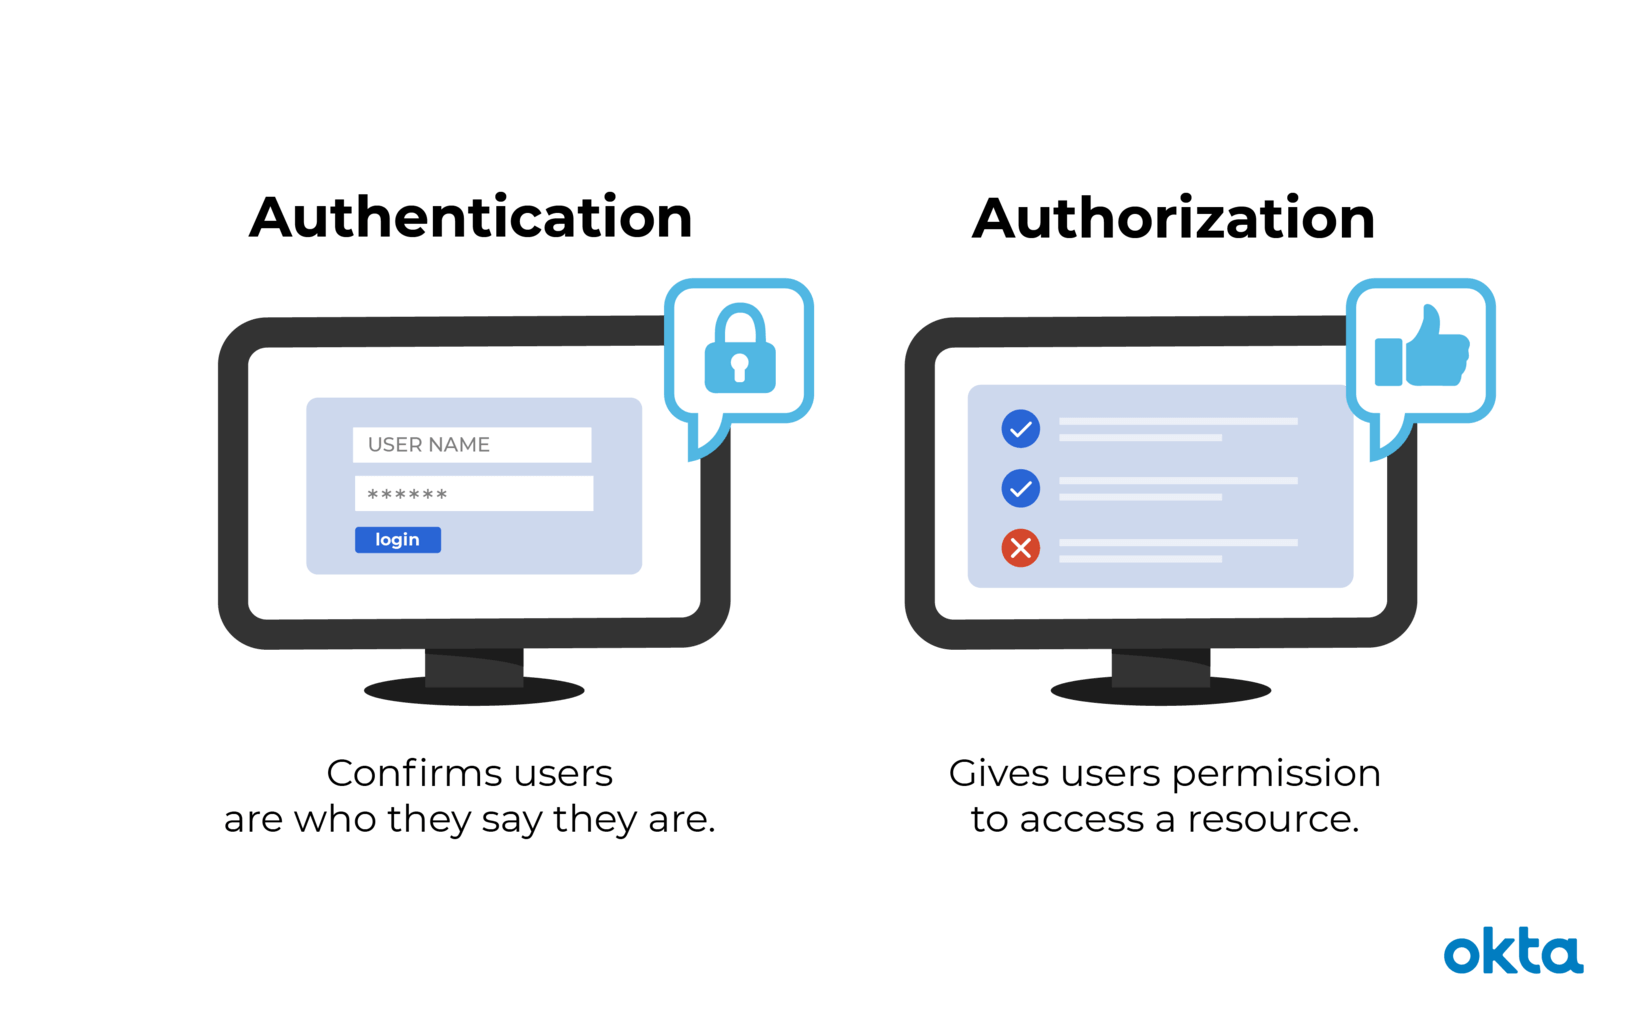 Authentication
USER NAME
******
login
Confirms users
are who they say they are.
Authorization
Gives users permission
to access a resource.
okta